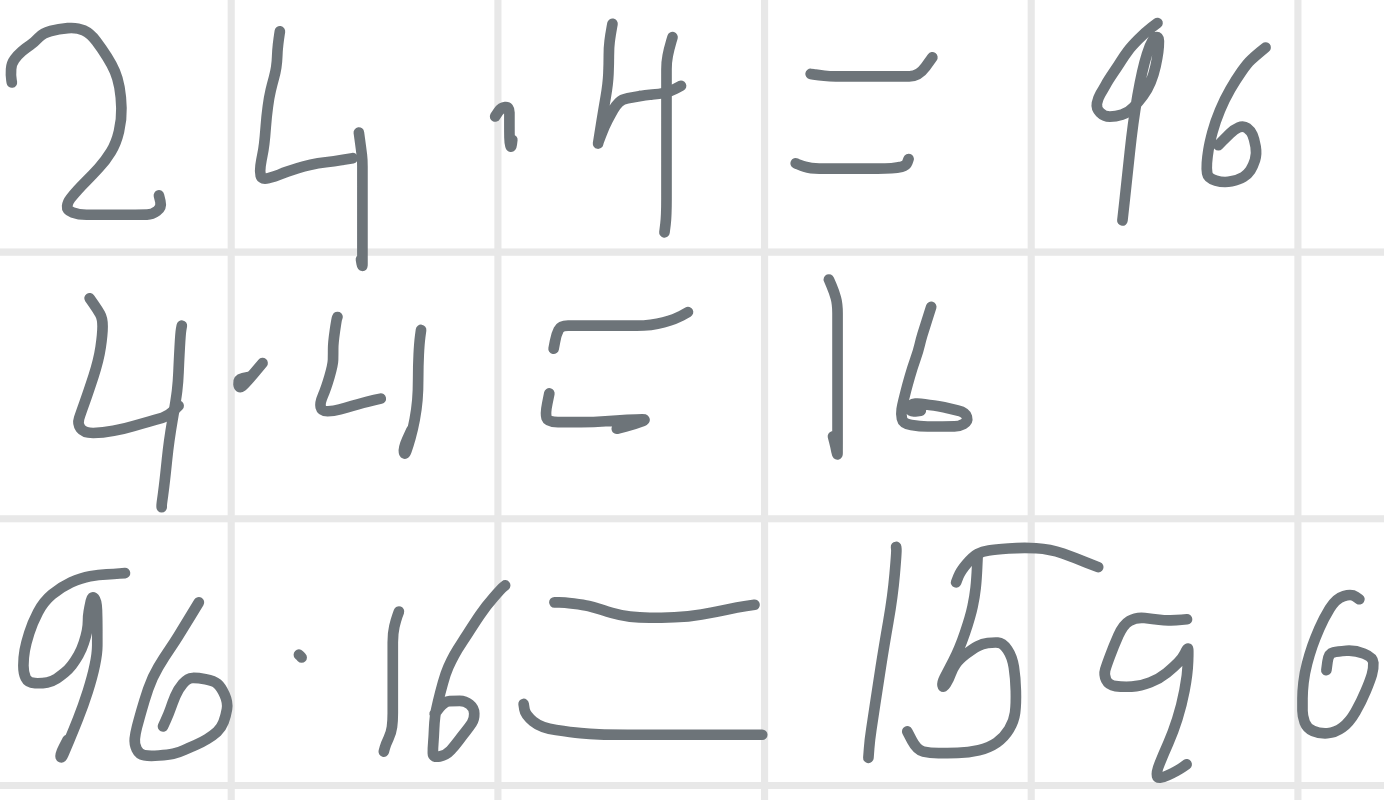 24 · 4 = 96
4 · 4 = 16
96 · 16 = 1596